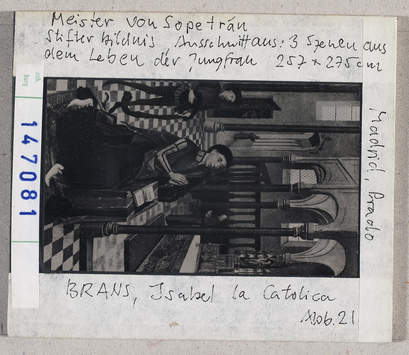 Meister von Sopetrán
Stifterbildnis Ausschnitt aus: 3 Szenen aus
dem Leben der Jungfrau 257 x 275 cm
147081
Madrid, Prado
BRANS, Isabel la Catolica
Abb. 21